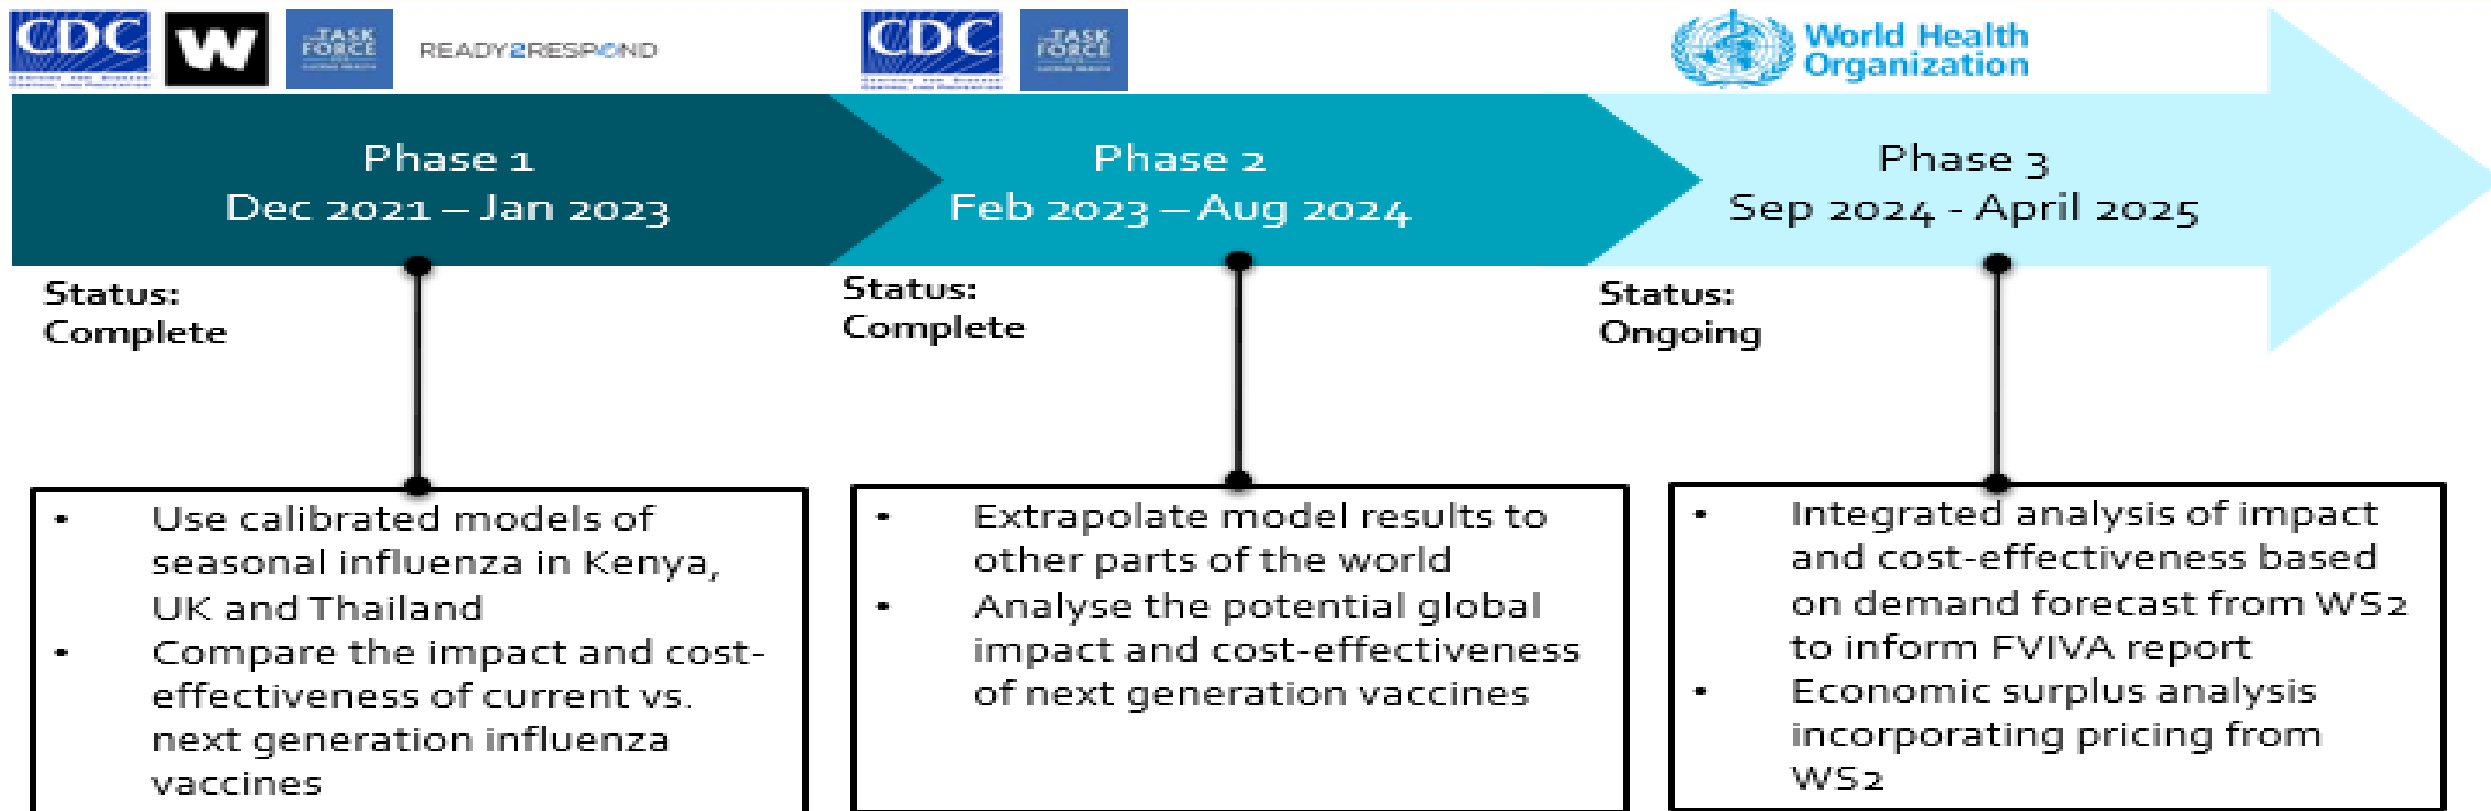 CDC
W
TASK
FORCE
READY2RESPOND
CDC
TASK
FORCE
World Health
Organization
Phase 1
Dec 2021 – Jan 2023
Phase 2
Feb 2023 – Aug 2024
Phase 3
Sep 2024 - April 2025
Status:
Complete
Status:
Complete
Status:
Ongoing
• Use calibrated models of
seasonal influenza in Kenya,
UK and Thailand
• Compare the impact and cost-
effectiveness of current vs.
next generation influenza
vaccines
• Extrapolate model results to
other parts of the world
• Analyse the potential global
impact and cost-effectiveness
of next generation vaccines
• Integrated analysis of impact
and cost-effectiveness based
on demand forecast from WS2
to inform FVIVA report
• Economic surplus analysis
incorporating pricing from
WS2